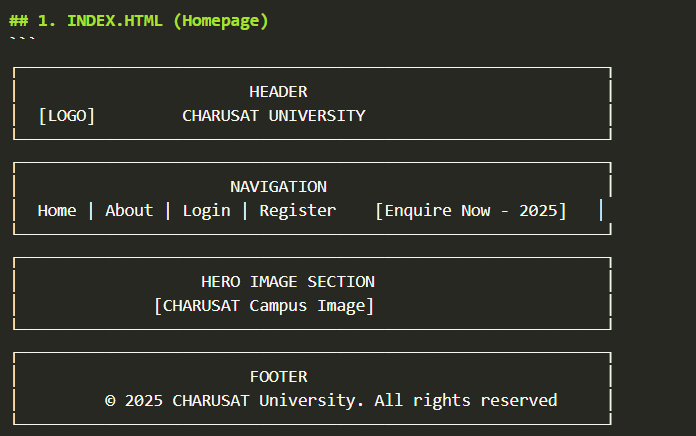 ## 1. INDEX.HTML (Homepage)
```
HEADER
[LOGO] CHARUSAT UNIVERSITY
NAVIGATION
Home | About | Login | Register [Enquire Now - 2025]
HERO IMAGE SECTION
[CHARUSAT Campus Image]
FOOTER
© 2025 CHARUSAT University. All rights reserved